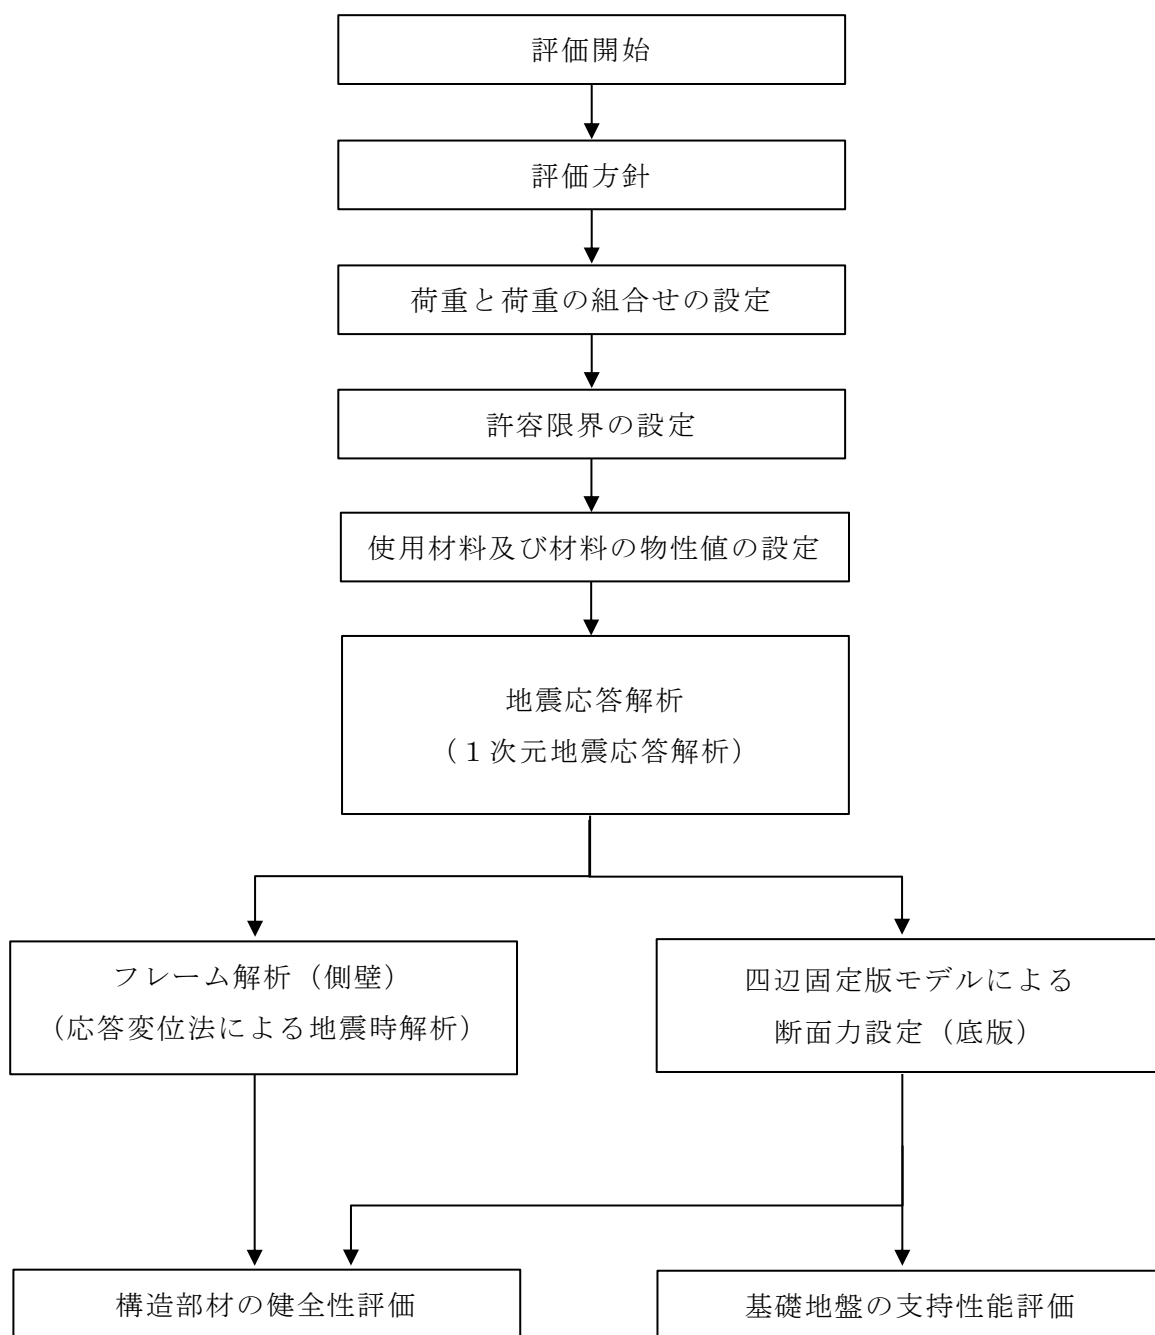 評価開始
評価方針
荷重と荷重の組合せの設定
許容限界の設定
使用材料及び材料の物性値の設定
地震応答解析
（１次元地震応答解析）
フレーム解析（側壁）
（応答変位法による地震時解析）
四辺固定版モデルによる
断面力設定（底版）
構造部材の健全性評価
基礎地盤の支持性能評価